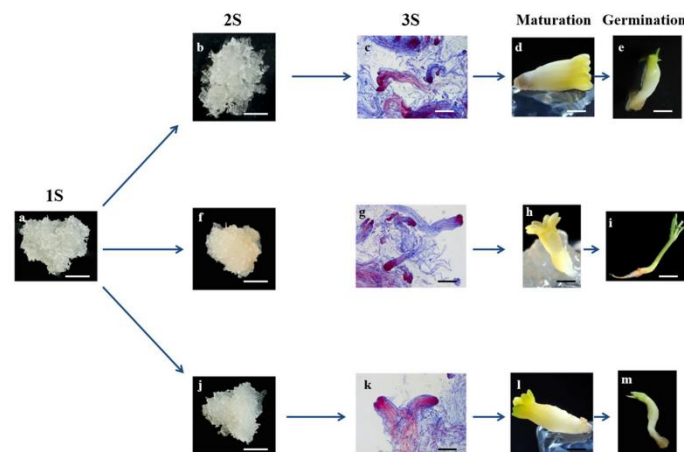 2S 3S Maturation Germination
b c d e
1S
a f g h i
j k l m